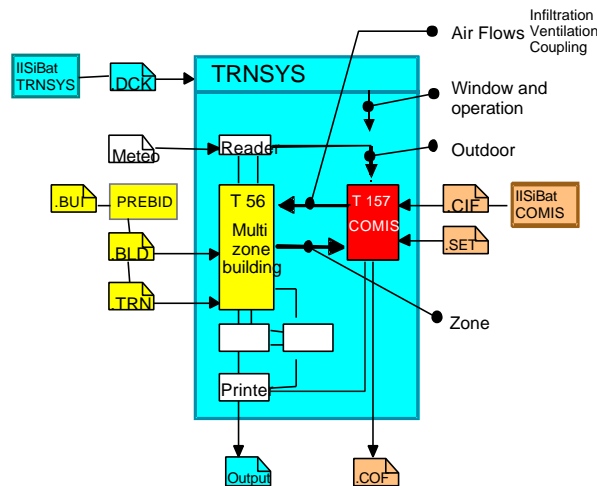 Infiltration
Air Flows
Ventilation
Coupling
IISiBat
TRNSYS
.DCK
TRNSYS
Window and
operation
Meteo
Reader
Outdoor
.BUI
PREBID
T 56
T 157
.CIF
IISiBat
COMIS
Multi
zone
building
COMIS
.BLD
.SET
.TRN
Zone
Printer
Output
.COF